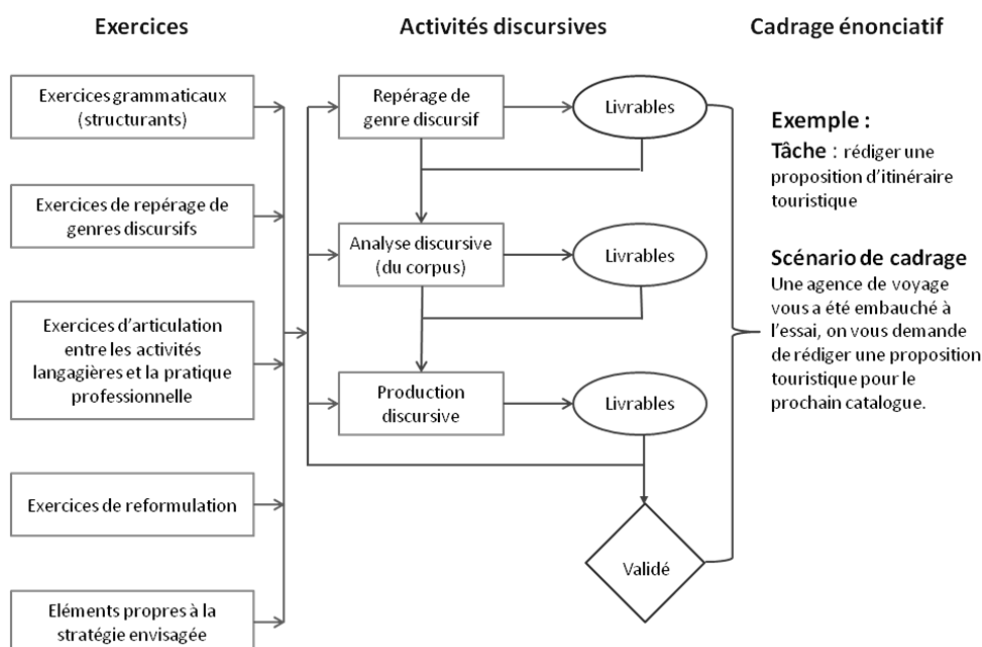 Exercices
Activités discursives
Cadrage énonciatif
Exercices grammaticaux
(structurants)
Exercices de repérage de
genres discursifs
Exercices d'articulation
entre les activités
langagières et la pratique
professionnelle
Exercices de reformulation
Eléments propres à la
stratégie envisagée
Repérage de
genre discursif
Livrables
Analyse discursive
(du corpus)
Livrables
Production
discursive
Livrables
Validé
Exemple :
Tâche : rédiger une
proposition d'itinéraire
touristique
Scénario de cadrage
Une agence de voyage
vous a été embauché à
l'essai, on vous demande
de rédiger une proposition
touristique pour le
prochain catalogue.